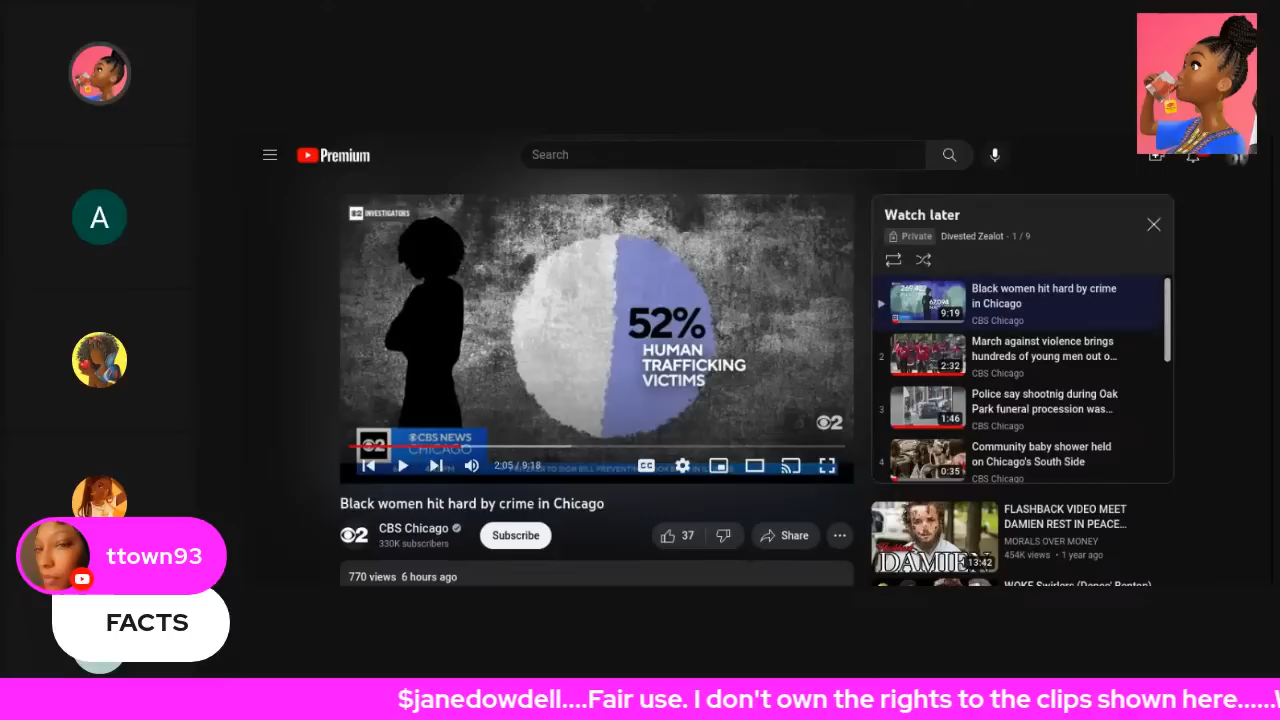 Premium
Search
2 INVESTIGATORS
52%
HUMAN
TRAFFICKING
VICTIMS
2
CBS NEWS
CHICAGO
2:05 / 9:18
CC
Black women hit hard by crime in Chicago
CBS Chicago
330K subscribers
Subscribe
37
Share
770 views 6 hours ago
Watch later
Private
Divested Zealot - 1 / 9
9:19
Black women hit hard by crime
in Chicago
CBS Chicago
2
2:32
March against violence brings
hundreds of young men out o...
CBS Chicago
3
1:46
Police say shootnig during Oak
Park funeral procession was...
CBS Chicago
4
0:35
Community baby shower held
on Chicago's South Side
CBS Chicago
DAMIEN
13:42
FLASHBACK VIDEO MEET
DAMIEN REST IN PEACE...
MORALS OVER MONEY
454K views • 1 year ago
A
ttown93
FACTS
$janedowdell....Fair use. I don't own the rights to the clips shown here......